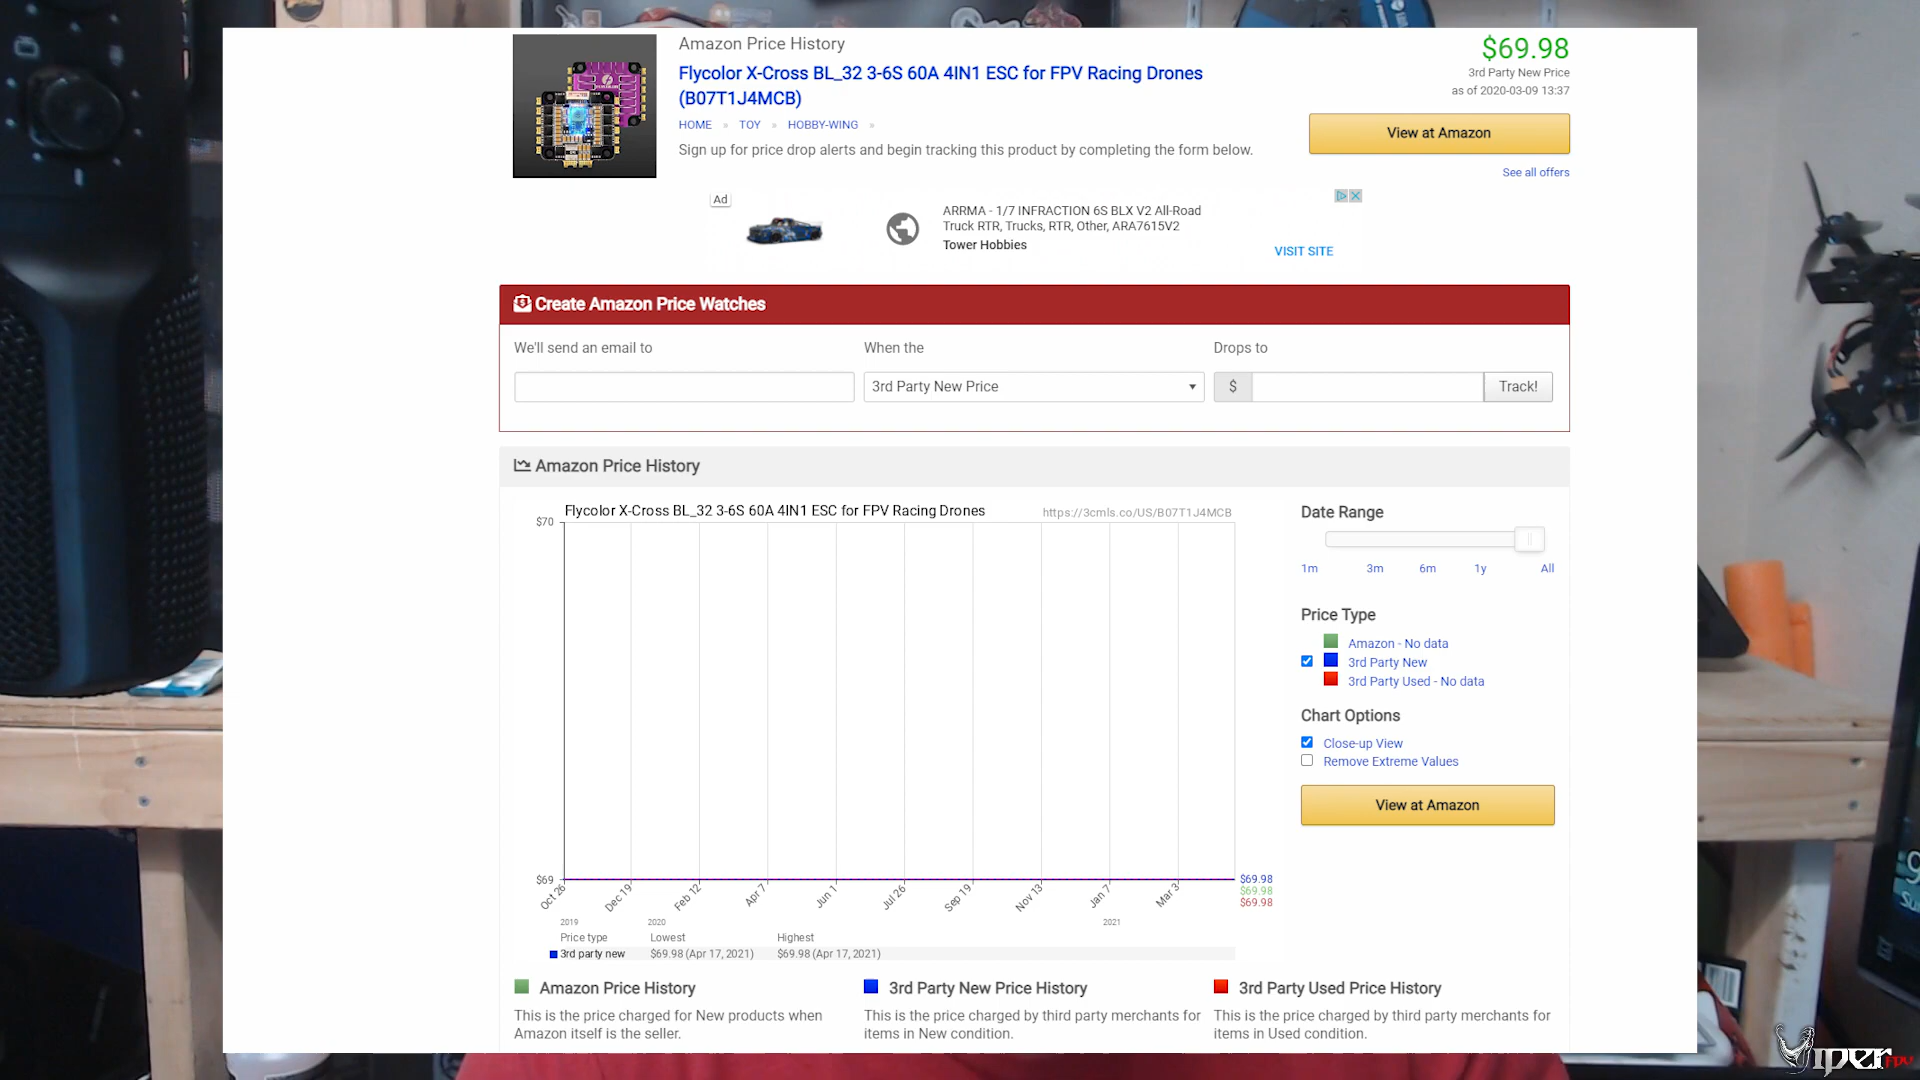 Amazon Price History
Flycolor X-Cross BL_32 3-6S 60A 4IN1 ESC for FPV Racing Drones
(B07T1J4MCB)
HOME » TOY » HOBBY-WING »
Sign up for price drop alerts and begin tracking this product by completing the form below.
$69.98
3rd Party New Price
as of 2020-03-09 13:37
View at Amazon
See all offers
Ad
ARRMA - 1/7 INFRACTION 6S BLX V2 All-Road
Truck RTR, Trucks, RTR, Other, ARA7615V2
Tower Hobbies
VISIT SITE
Create Amazon Price Watches
We'll send an email to
When the
Drops to
3rd Party New Price
$
Track!
Amazon Price History
Flycolor X-Cross BL_32 3-6S 60A 4IN1 ESC for FPV Racing Drones
https://3cmls.co/US/B07T1J4MCB
$70
$69
Oct 26
Dec 19
Feb 12
Apr 7
Jun 1
Jul 26
Sep 19
Nov 13
Jan 7
Mar 3
2019
2020
2021
$69.98
$69.98
$69.98
Price type Lowest Highest
3rd party new $69.98 (Apr 17, 2021) $69.98 (Apr 17, 2021)
Date Range
1m 3m 6m 1y All
Price Type
Amazon - No data
3rd Party New
3rd Party Used - No data
Chart Options
Close-up View
Remove Extreme Values
View at Amazon
Amazon Price History
This is the price charged for New products when
Amazon itself is the seller.
3rd Party New Price History
This is the price charged by third party merchants for
items in New condition.
3rd Party Used Price History
This is the price charged by third party merchants for
items in Used condition.
Viper FPV